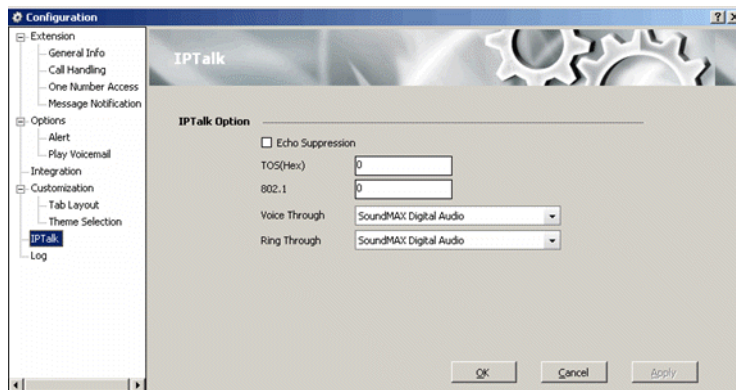 Configuration
Extension
General Info
Call Handling
One Number Access
Message Notification
Options
Alert
Play Voicemail
Integration
Customization
Tab Layout
Theme Selection
IPTalk
Log
IPTalk
IPTalk Option
Echo Suppression
TOS(Hex) 0
802.1 0
Voice Through SoundMAX Digital Audio
Ring Through SoundMAX Digital Audio
OK Cancel Apply